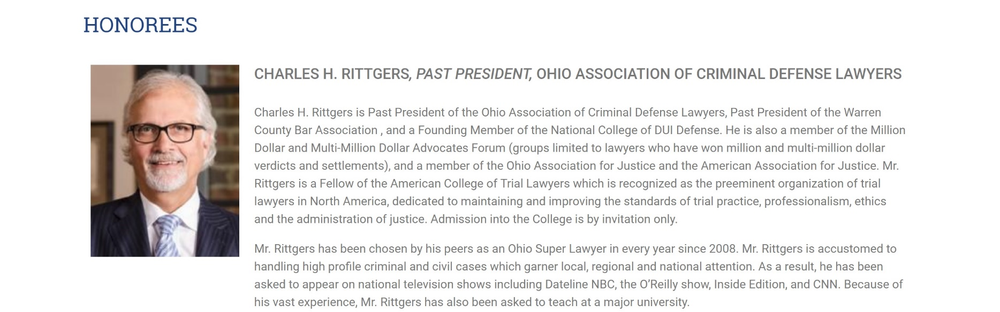 HONOREES
CHARLES H. RITTGERS, PAST PRESIDENT, OHIO ASSOCIATION OF CRIMINAL DEFENSE LAWYERS
Charles H. Rittgers is Past President of the Ohio Association of Criminal Defense Lawyers, Past President of the Warren
County Bar Association , and a Founding Member of the National College of DUI Defense. He is also a member of the Million
Dollar and Multi-Million Dollar Advocates Forum (groups limited to lawyers who have won million and multi-million dollar
verdicts and settlements), and a member of the Ohio Association for Justice and the American Association for Justice. Mr.
Rittgers is a Fellow of the American College of Trial Lawyers which is recognized as the preeminent organization of trial
lawyers in North America, dedicated to maintaining and improving the standards of trial practice, professionalism, ethics
and the administration of justice. Admission into the College is by invitation only.
Mr. Rittgers has been chosen by his peers as an Ohio Super Lawyer in every year since 2008. Mr. Rittgers is accustomed to
handling high profile criminal and civil cases which garner local, regional and national attention. As a result, he has been
asked to appear on national television shows including Dateline NBC, the O’Reilly show, Inside Edition, and CNN. Because of
his vast experience, Mr. Rittgers has also been asked to teach at a major university.